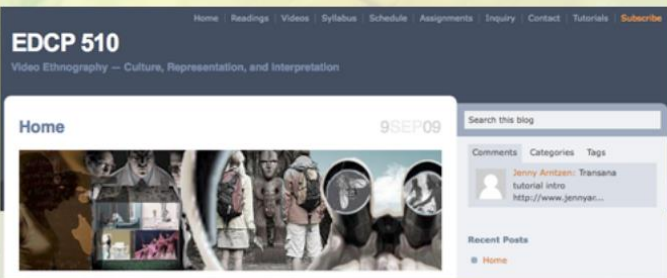 Home | Readings | Videos | Syllabus | Schedule | Assignments | Inquiry | Contact | Tutorials | Subscribe
EDCP 510
Video Ethnography — Culture, Representation, and Interpretation
Home
9SEP09
Search this blog
Comments Categories Tags
Jenny Arntzen: Transana
tutorial intro
http://www.jennyar...
Recent Posts
Home